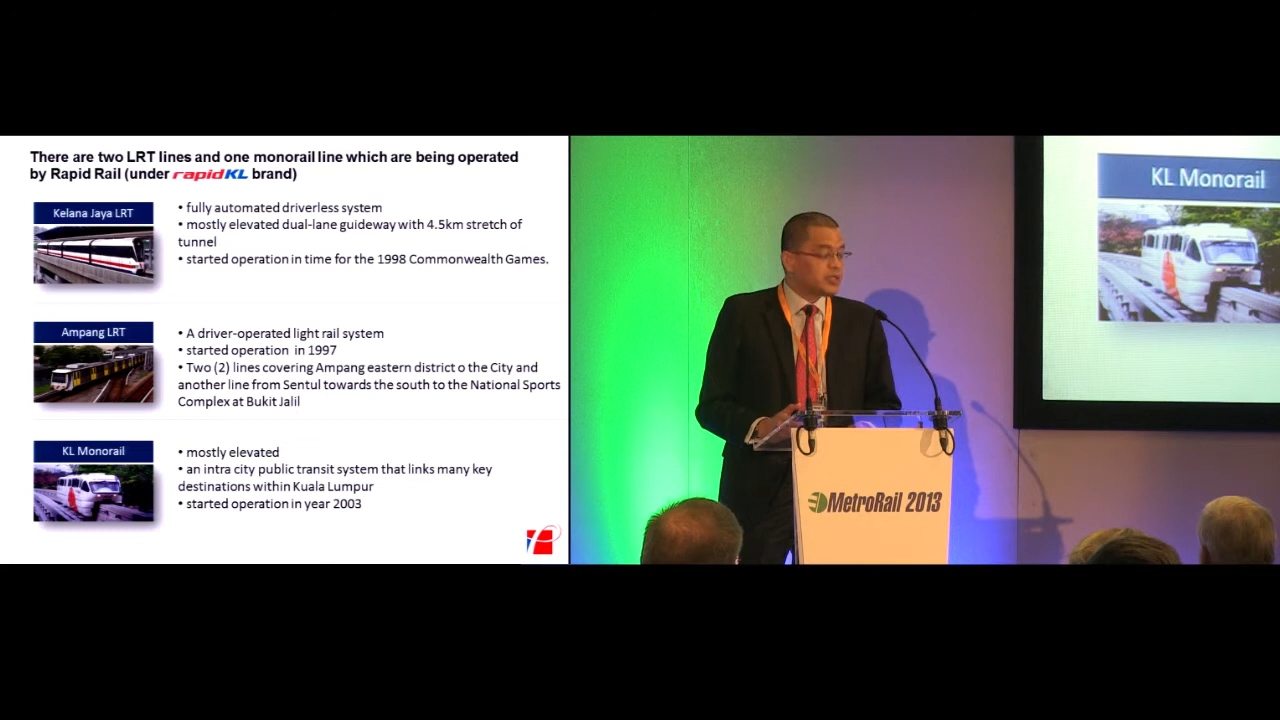 There are two LRT lines and one monorail line which are being operated
by Rapid Rail (under rapidKL brand)
Kelana Jaya LRT
• fully automated driverless system
• mostly elevated dual-lane guideway with 4.5km stretch of
tunnel
• started operation in time for the 1998 Commonwealth Games.
Ampang LRT
• A driver-operated light rail system
• started operation in 1997
• Two (2) lines covering Ampang eastern district o the City and
another line from Sentul towards the south to the National Sports
Complex at Bukit Jalil
KL Monorail
• mostly elevated
• an intra city public transit system that links many key
destinations within Kuala Lumpur
• started operation in year 2003
KL Monorail
MetroRail 2013